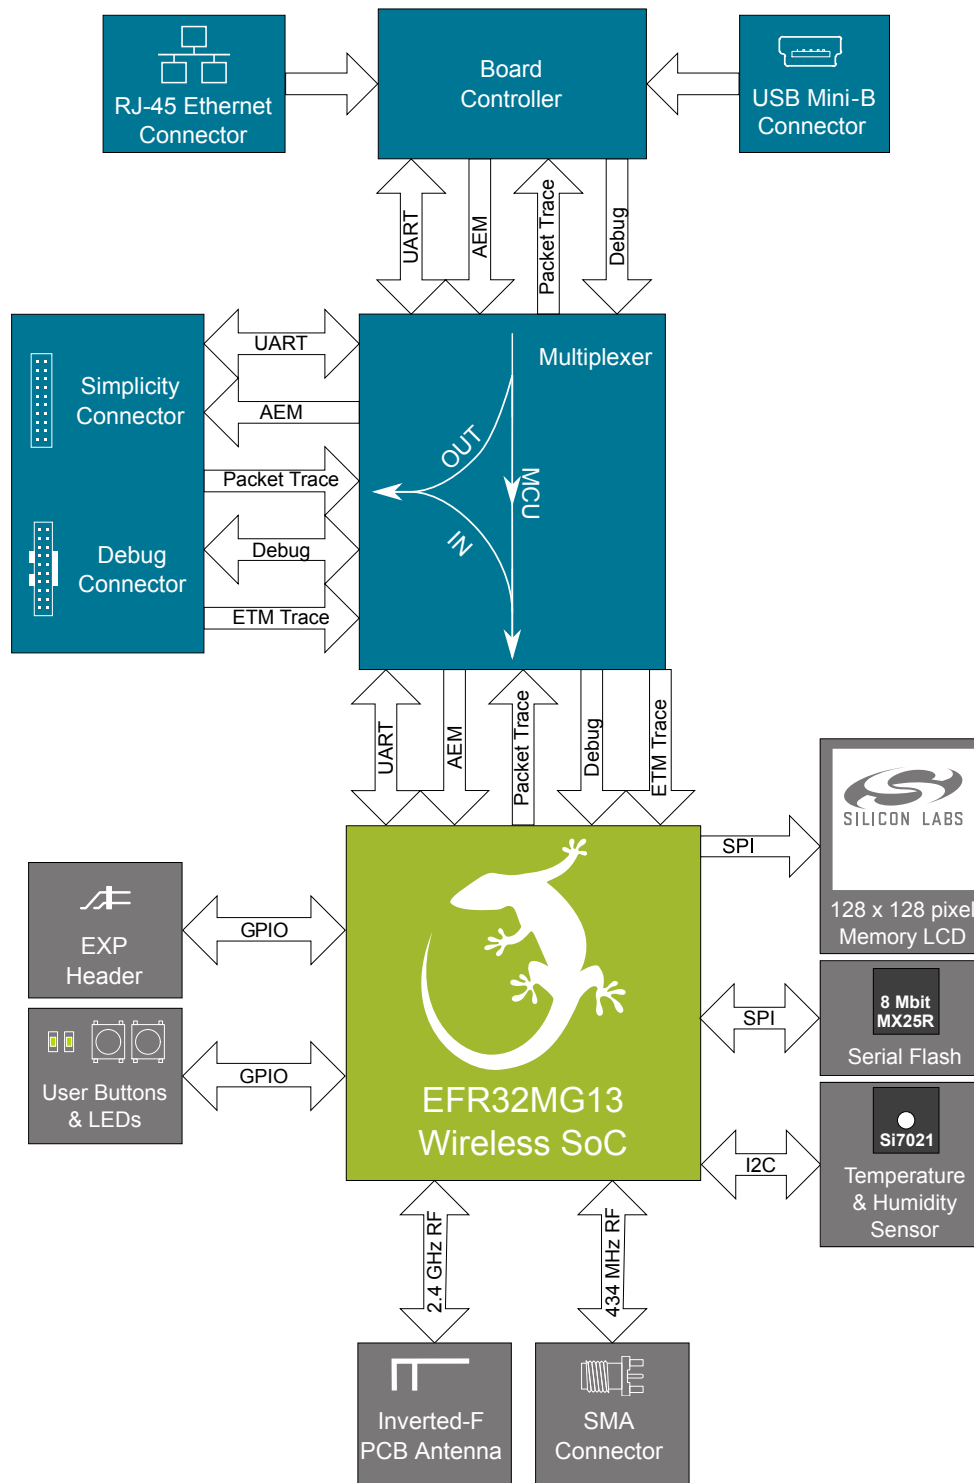 RJ-45 Ethernet
Connector
Board
Controller
USB Mini-B
Connector
UART
AEM
Packet Trace
Debug
Simplicity
Connector
Debug
Connector
UART
AEM
Packet Trace
Debug
ETM Trace
Multiplexer
OUT
MCU
IN
UART
AEM
Packet Trace
Debug
ETM Trace
SILICON LABS
128 x 128 pixel
Memory LCD
SPI
EXP
Header
GPIO
User Buttons
& LEDs
GPIO
EFR32MG13
Wireless SoC
SPI
8 Mbit
MX25R
Serial Flash
I2C
Si7021
Temperature
& Humidity
Sensor
2.4 GHz RF
434 MHz RF
Inverted-F
PCB Antenna
SMA
Connector